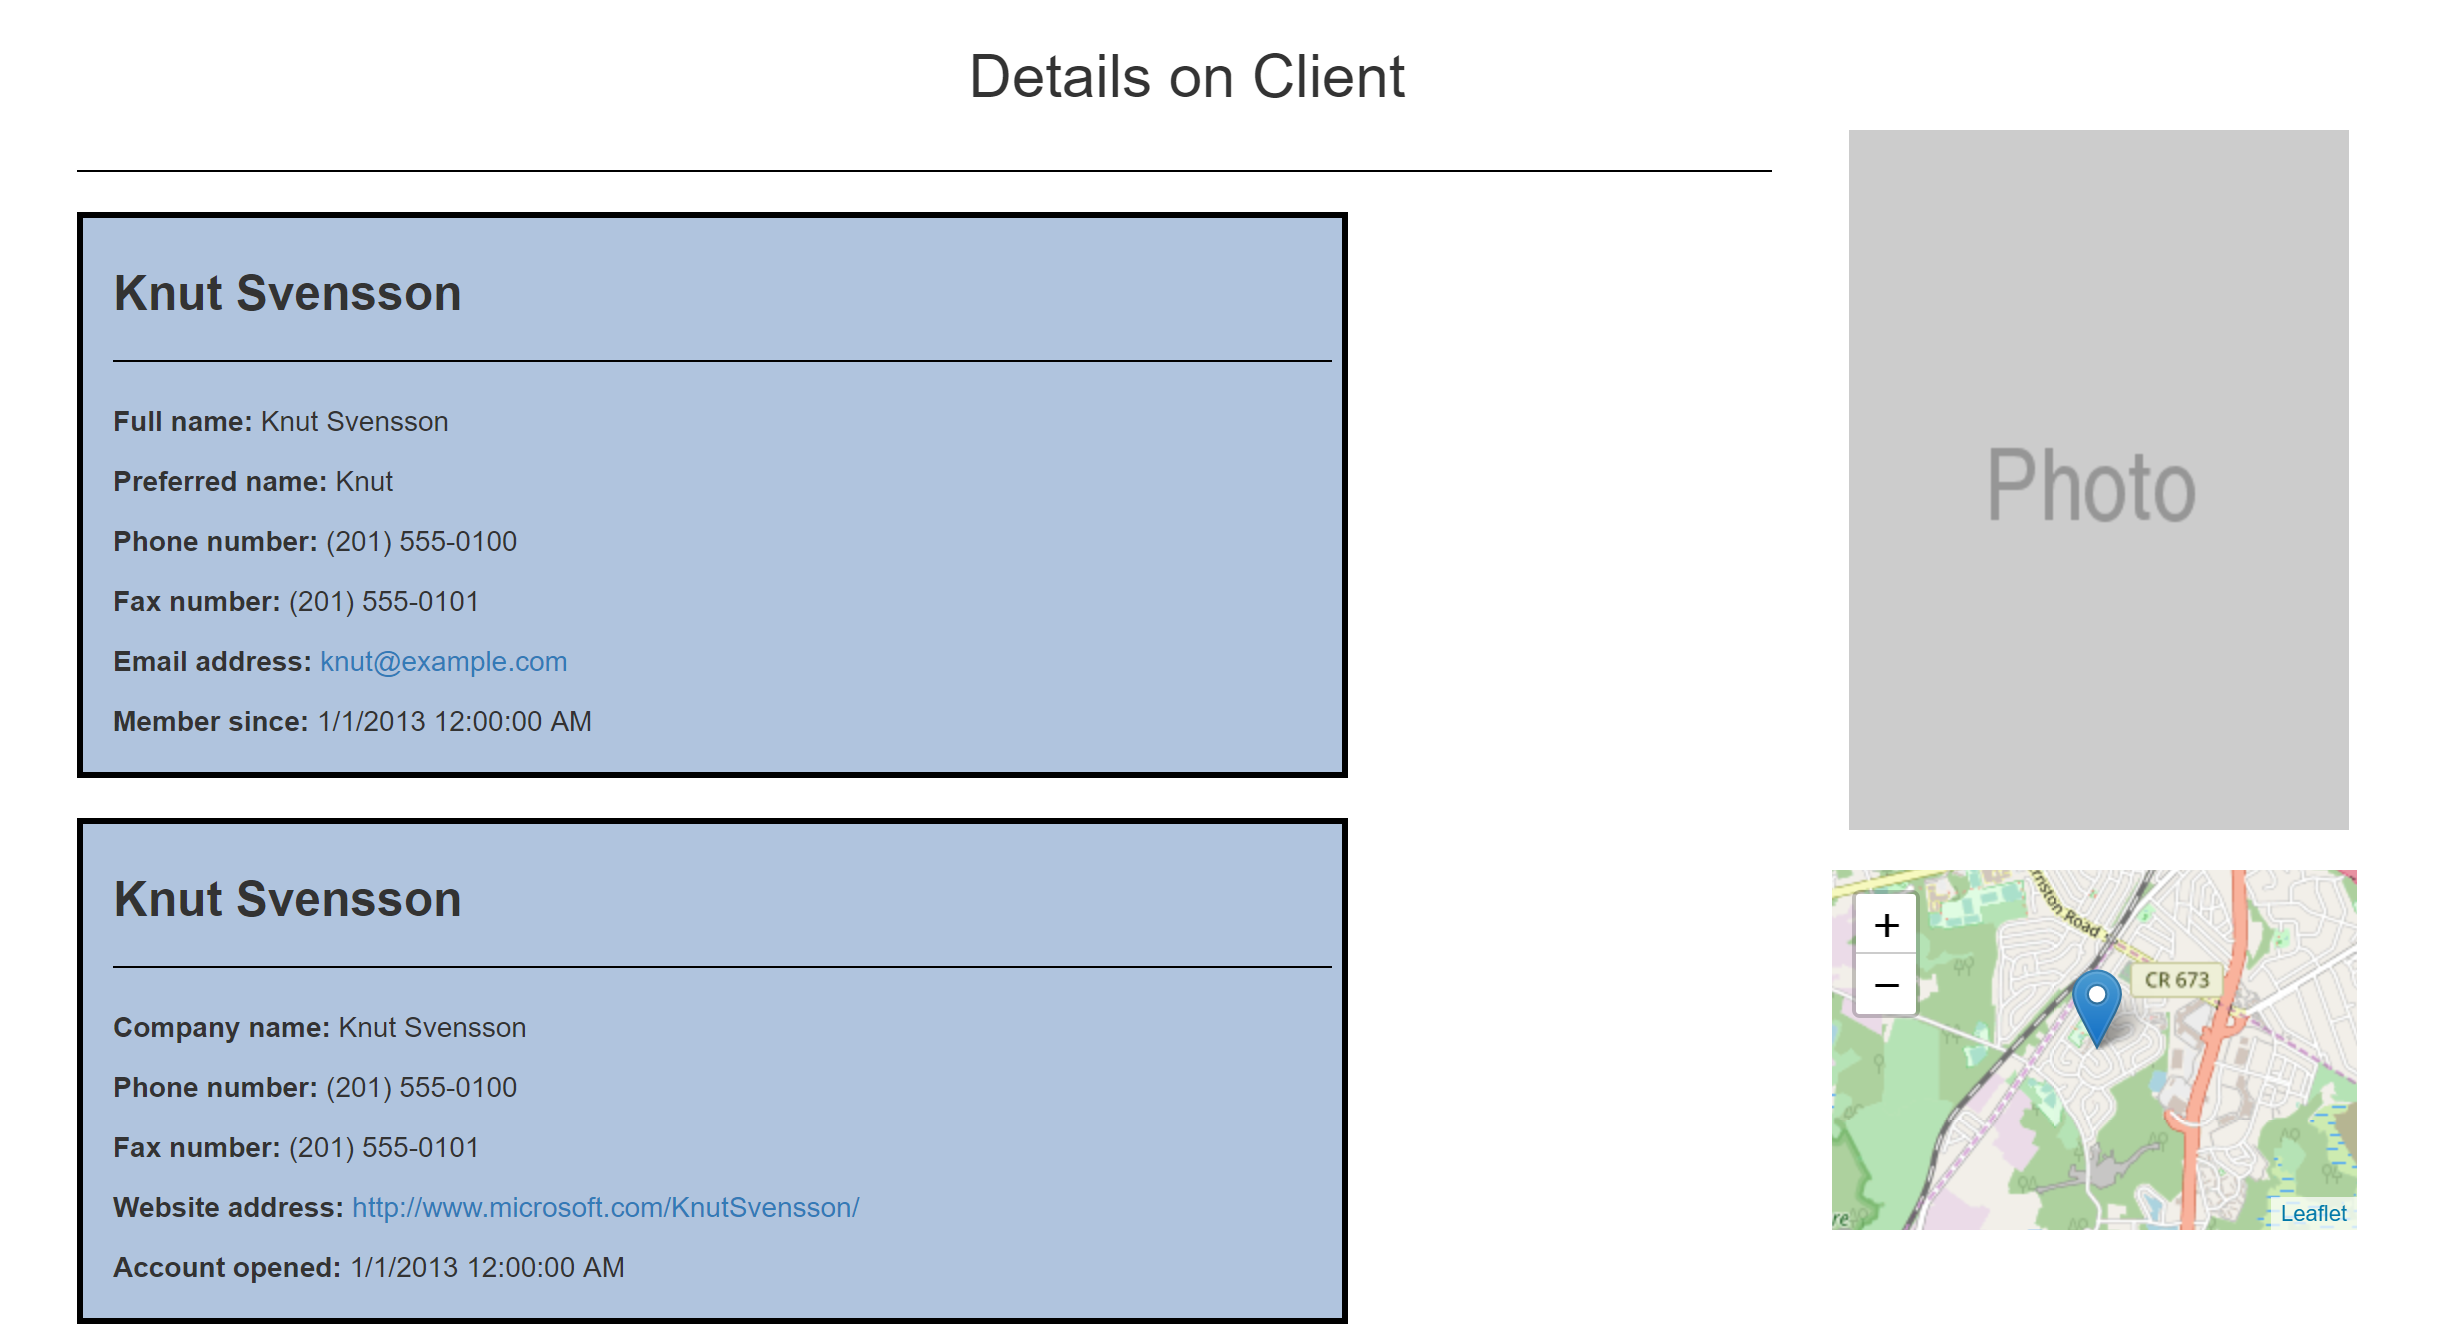 Details on Client
Knut Svensson
Full name: Knut Svensson
Preferred name: Knut
Phone number: (201) 555-0100
Fax number: (201) 555-0101
Email address: knut@example.com
Member since: 1/1/2013 12:00:00 AM
Knut Svensson
Company name: Knut Svensson
Phone number: (201) 555-0100
Fax number: (201) 555-0101
Website address: http://www.microsoft.com/KnutSvensson/
Account opened: 1/1/2013 12:00:00 AM
Photo
+
−
Road
CR 673
Leaflet